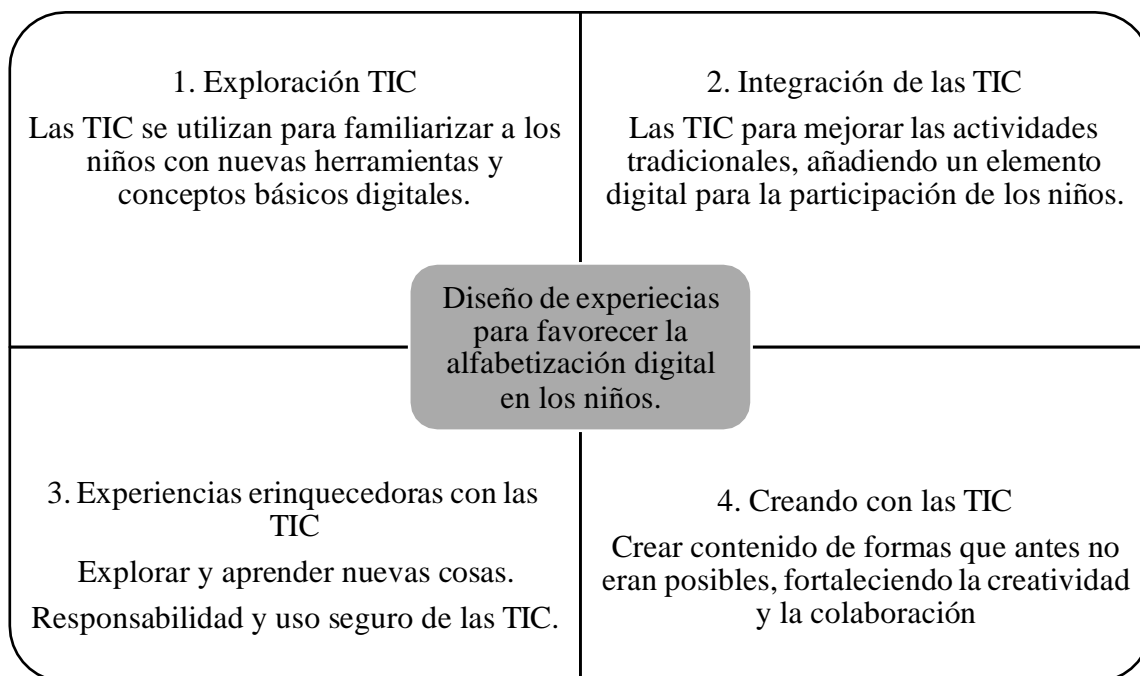 1. Exploración TIC
Las TIC se utilizan para familiarizar a los
niños con nuevas herramientas y
conceptos básicos digitales.
2. Integración de las TIC
Las TIC para mejorar las actividades
tradicionales, añadiendo un elemento
digital para la participación de los niños.
Diseño de experiecias
para favorecer la
alfabetización digital
en los niños.
3. Experiencias erinquecedoras con las
TIC
Explorar y aprender nuevas cosas.
Responsabilidad y uso seguro de las TIC.
4. Creando con las TIC
Crear contenido de formas que antes no
eran posibles, fortaleciendo la creatividad
y la colaboración